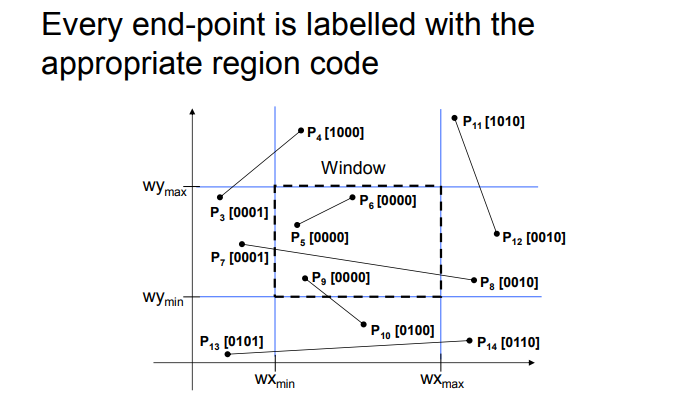 Every end-point is labelled with the
appropriate region code
P11 [1010]
P4 [1000]
Window
wymax
P6 [0000]
P3 [0001]
P5 [0000]
P12 [0010]
P7 [0001]
P9 [0000]
P8 [0010]
wymin
P10 [0100]
P13 [0101]
P14 [0110]
wxmin
wxmax